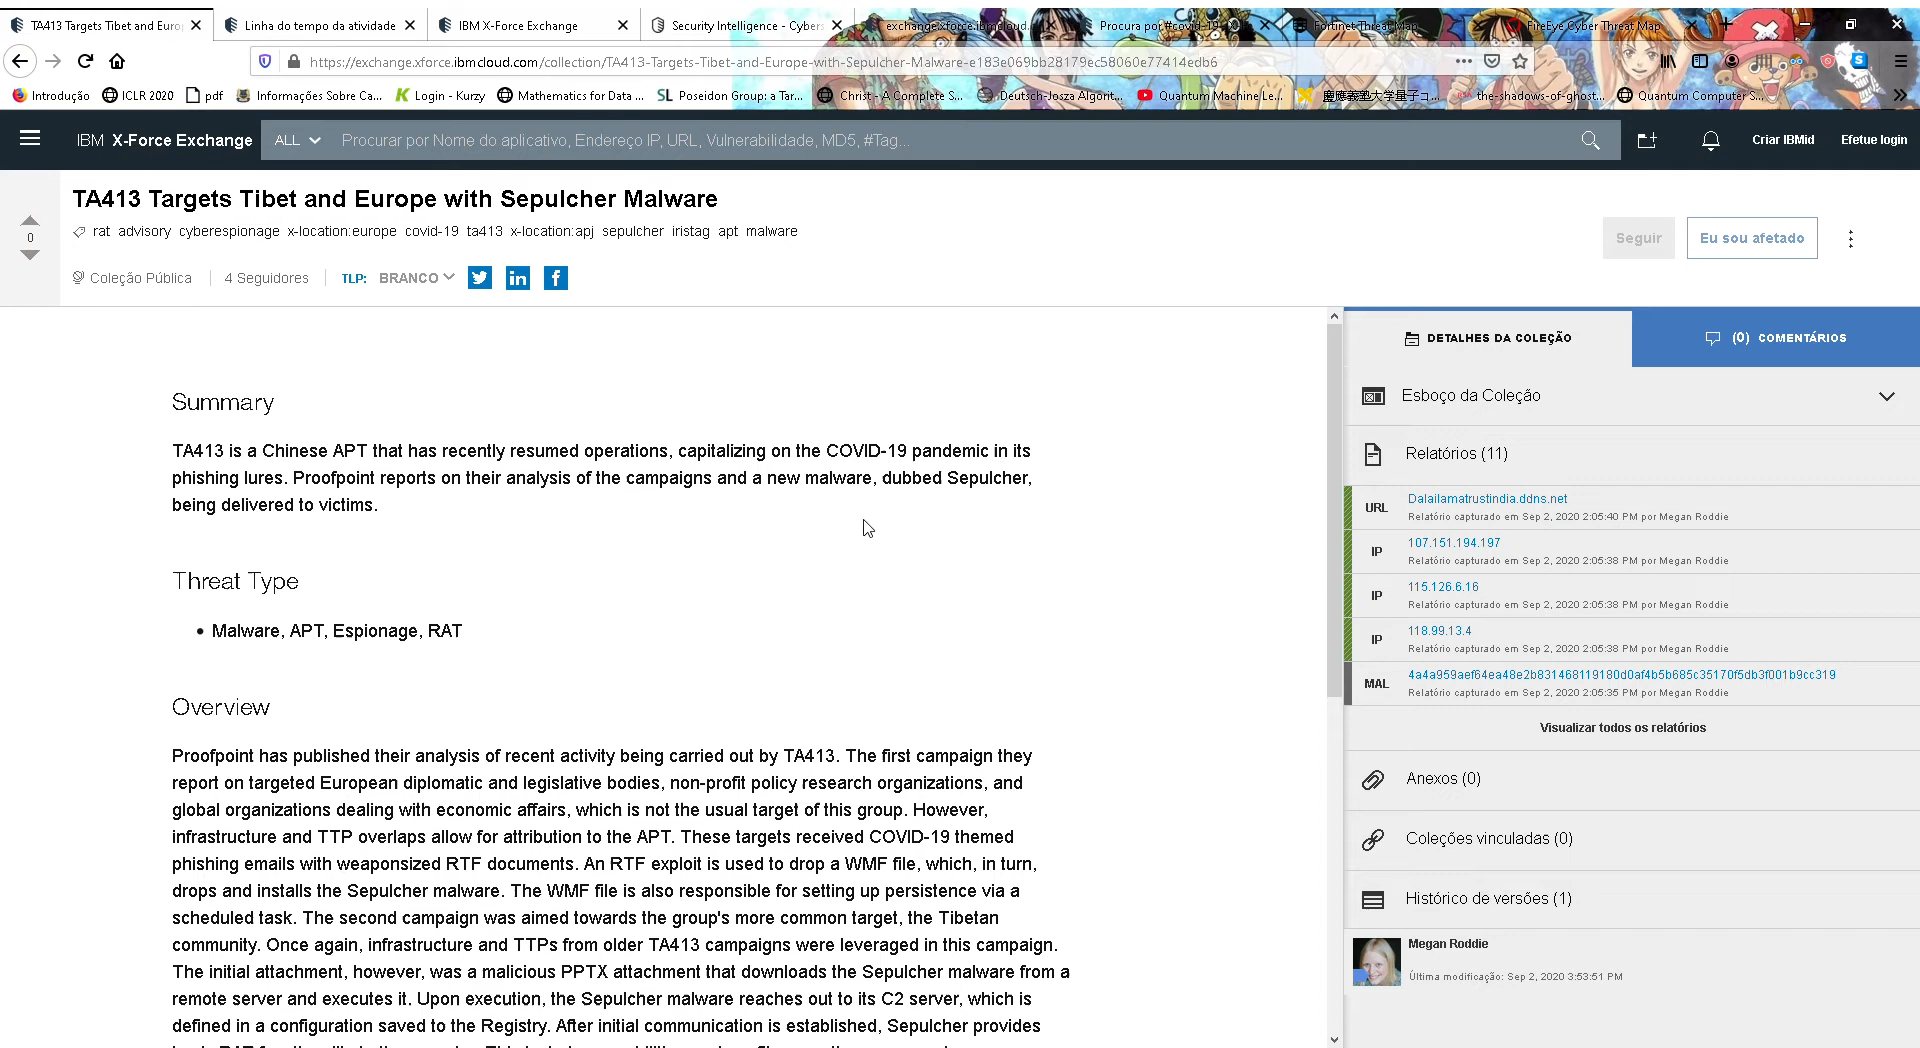 TA413 Targets Tibet and Euro
Linha do tempo da atividade
IBM X-Force Exchange
Security Intelligence - Cybers
exchange.xforce.ibmcloud.
Procura por #covid-19 - X-F
Fortinet Threat Map
FireEye Cyber Threat Map
https://exchange.xforce.ibmcloud.com/collection/TA413-Targets-Tibet-and-Europe-with-Sepulcher-Malware-e183e069bb28179ec58060e77414edb6
Introdução
ICLR 2020
pdf
Informações Sobre Ca...
Login - Kurzy
Mathematics for Data ...
SL Poseidon Group: a Tar...
Christ - A Complete S...
Deutsch-Josza Algorit...
Quantum Machine Le...
慶應義塾大学量子コ...
the-shadows-of-ghost...
Quantum Computer S...
IBM X-Force Exchange
ALL
Procurar por Nome do aplicativo, Endereço IP, URL, Vulnerabilidade, MD5, #Tag...
Criar IBMid
Efetue login
TA413 Targets Tibet and Europe with Sepulcher Malware
0
rat advisory cyberespionage x-location:europe covid-19 ta413 x-location:apj sepulcher iristag apt malware
Seguir
Eu sou afetado
Coleção Pública
4 Seguidores
TLP: BRANCO
Summary
TA413 is a Chinese APT that has recently resumed operations, capitalizing on the COVID-19 pandemic in its
phishing lures. Proofpoint reports on their analysis of the campaigns and a new malware, dubbed Sepulcher,
being delivered to victims.
Threat Type
• Malware, APT, Espionage, RAT
Overview
Proofpoint has published their analysis of recent activity being carried out by TA413. The first campaign they
report on targeted European diplomatic and legislative bodies, non-profit policy research organizations, and
global organizations dealing with economic affairs, which is not the usual target of this group. However,
infrastructure and TTP overlaps allow for attribution to the APT. These targets received COVID-19 themed
phishing emails with weaponsized RTF documents. An RTF exploit is used to drop a WMF file, which, in turn,
drops and installs the Sepulcher malware. The WMF file is also responsible for setting up persistence via a
scheduled task. The second campaign was aimed towards the group's more common target, the Tibetan
community. Once again, infrastructure and TTPs from older TA413 campaigns were leveraged in this campaign.
The initial attachment, however, was a malicious PPTX attachment that downloads the Sepulcher malware from a
remote server and executes it. Upon execution, the Sepulcher malware reaches out to its C2 server, which is
defined in a configuration saved to the Registry. After initial communication is established, Sepulcher provides
DETALHES DA COLEÇÃO
(0) COMENTÁRIOS
Esboço da Coleção
Relatórios (11)
URL
Dalailamatrustindia.ddns.net
Relatório capturado em Sep 2, 2020 2:05:40 PM por Megan Roddie
IP
107.151.194.197
Relatório capturado em Sep 2, 2020 2:05:38 PM por Megan Roddie
IP
115.126.6.16
Relatório capturado em Sep 2, 2020 2:05:38 PM por Megan Roddie
IP
118.99.13.4
Relatório capturado em Sep 2, 2020 2:05:38 PM por Megan Roddie
MAL
4a4a959aef64ea48e2b831468119180d0af4b5b685c35170f5db3f001b9cc319
Relatório capturado em Sep 2, 2020 2:05:35 PM por Megan Roddie
Visualizar todos os relatórios
Anexos (0)
Coleções vinculadas (0)
Histórico de versões (1)
Megan Roddie
Última modificação: Sep 2, 2020 3:53:51 PM